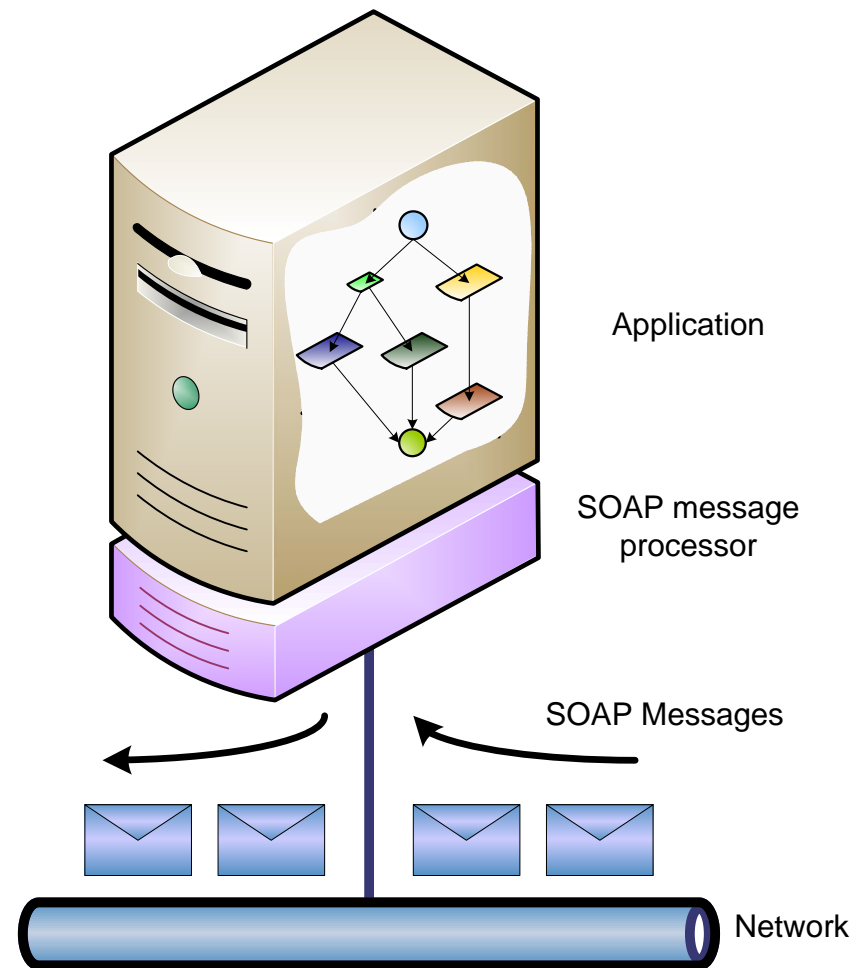 Application
SOAP message
processor
SOAP Messages
Network